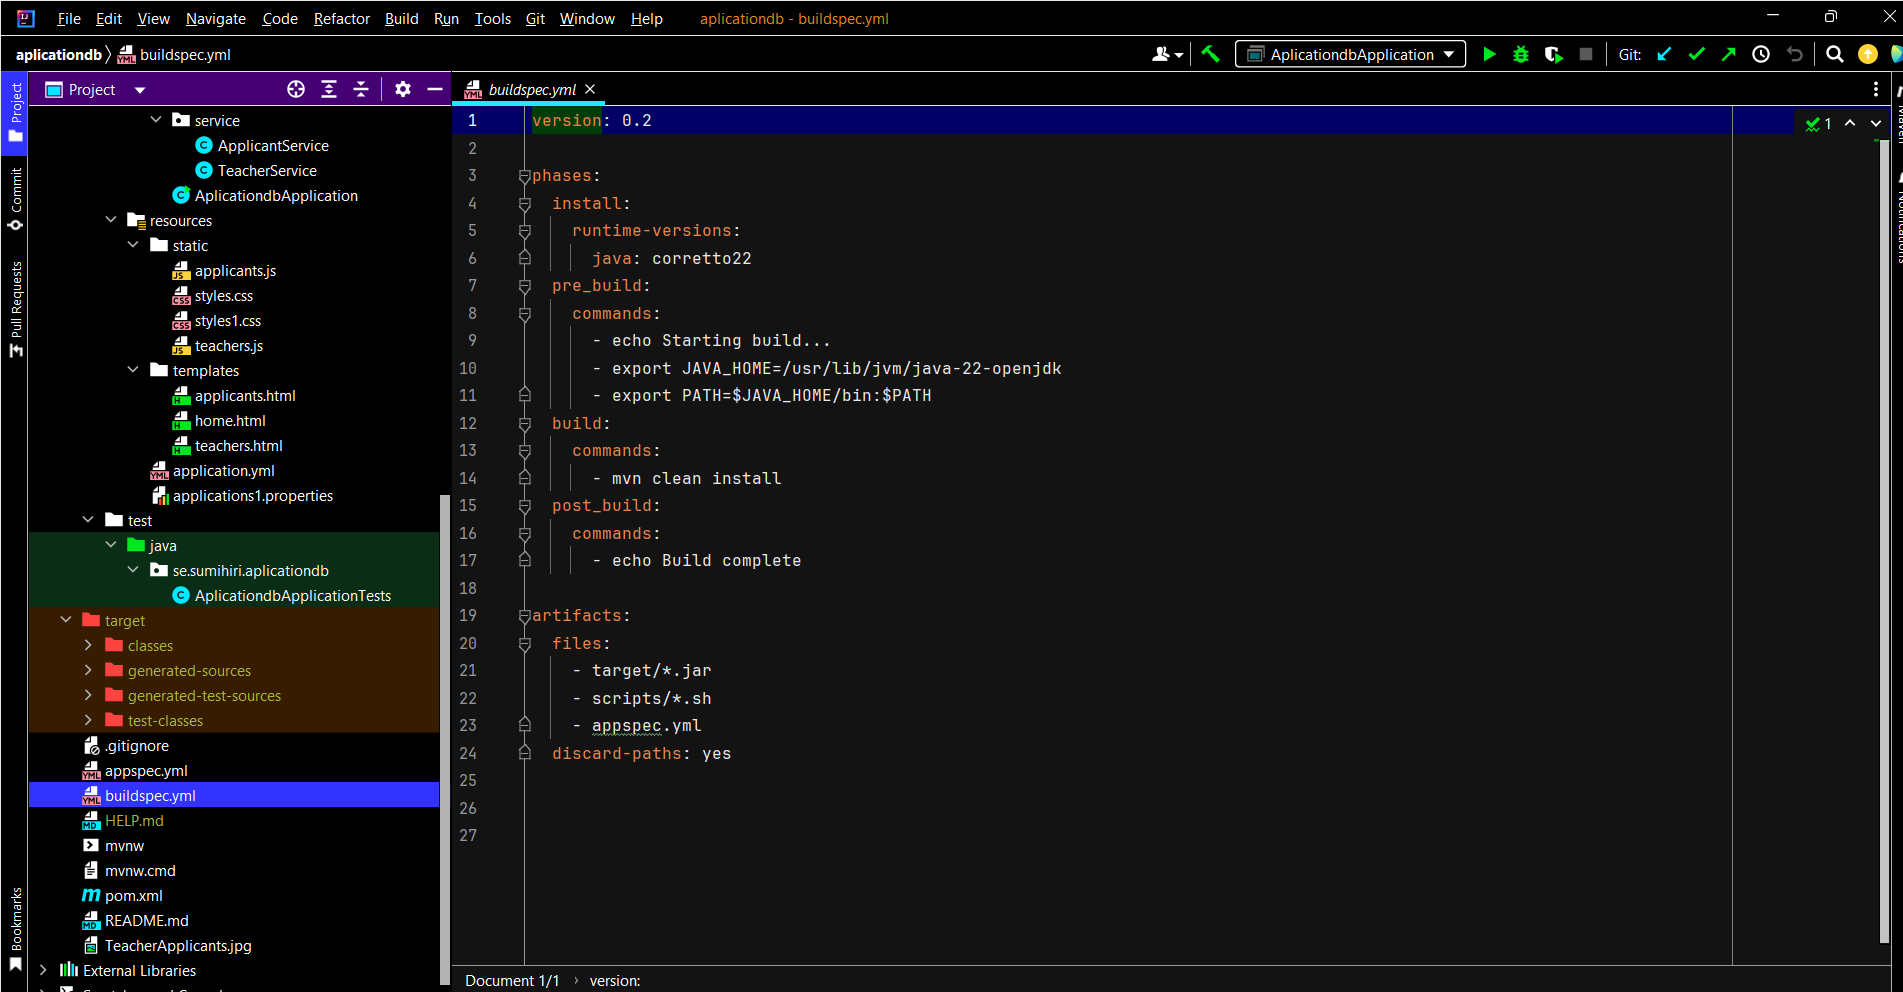 File Edit View Navigate Code Refactor Build Run Tools Git Window Help aplicationdb - buildspec.yml
aplicationdb buildspec.yml AplicationdbApplication Git:
Project
Commit
Pull Requests
Bookmarks
Project
service
ApplicantService
TeacherService
AplicationdbApplication
resources
static
applicants.js
styles.css
styles1.css
teachers.js
templates
applicants.html
home.html
teachers.html
application.yml
applications1.properties
test
java
se.sumihiri.aplicationdb
AplicationdbApplicationTests
target
classes
generated-sources
generated-test-sources
test-classes
.gitignore
appspec.yml
buildspec.yml
HELP.md
mvnw
mvnw.cmd
pom.xml
README.md
TeacherApplicants.jpg
External Libraries
buildspec.yml
1 version: 0.2
2
3 phases:
4 install:
5 runtime-versions:
6 java: corretto22
7 pre_build:
8 commands:
9 - echo Starting build...
10 - export JAVA_HOME=/usr/lib/jvm/java-22-openjdk
11 - export PATH=$JAVA_HOME/bin:$PATH
12 build:
13 commands:
14 - mvn clean install
15 post_build:
16 commands:
17 - echo Build complete
18
19 artifacts:
20 files:
21 - target/*.jar
22 - scripts/*.sh
23 - appspec.yml
24 discard-paths: yes
25
26
27
1
Document 1/1 › version: